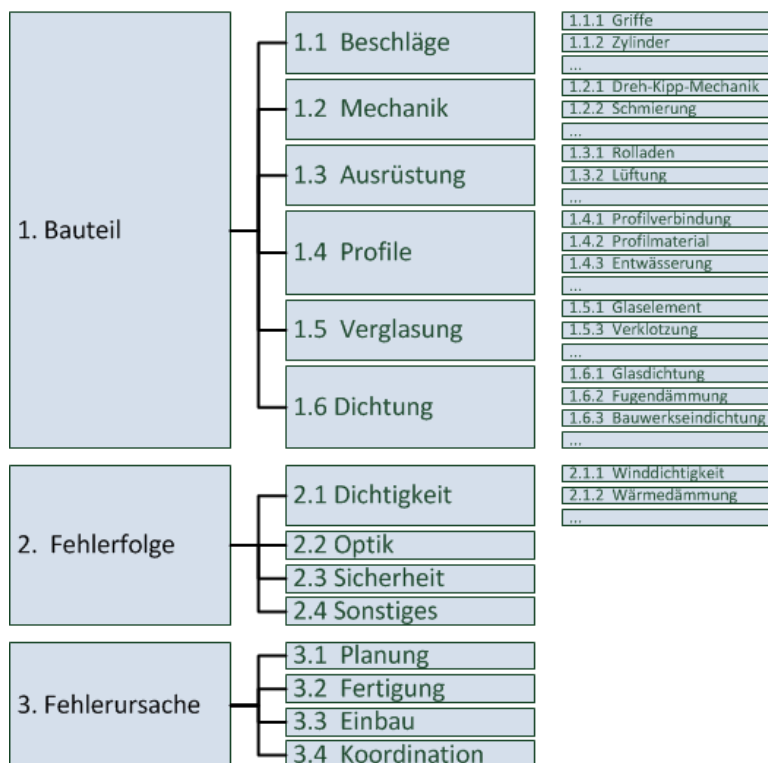 1. Bauteil
1.1 Beschläge
1.1.1 Griffe
1.1.2 Zylinder
...
1.2 Mechanik
1.2.1 Dreh-Kipp-Mechanik
1.2.2 Schmierung
...
1.3 Ausrüstung
1.3.1 Rolladen
1.3.2 Lüftung
...
1.4 Profile
1.4.1 Profilverbindung
1.4.2 Profilmaterial
1.4.3 Entwässerung
...
1.5 Verglasung
1.5.1 Glaselement
1.5.3 Verklotzung
...
1.6 Dichtung
1.6.1 Glasdichtung
1.6.2 Fugendämmung
1.6.3 Bauwerkseindichtung
...
2. Fehlerfolge
2.1 Dichtigkeit
2.1.1 Winddichtigkeit
2.1.2 Wärmedämmung
...
2.2 Optik
2.3 Sicherheit
2.4 Sonstiges
3. Fehlerursache
3.1 Planung
3.2 Fertigung
3.3 Einbau
3.4 Koordination